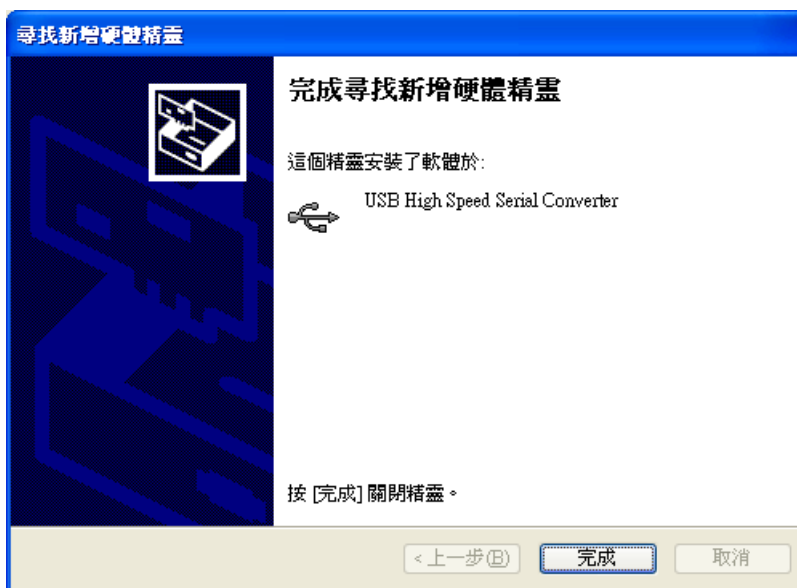 尋找新增硬體精靈
完成尋找新增硬體精靈
這個精靈安裝了軟體於:
USB High Speed Serial Converter
按 [完成] 關閉精靈。
< 上一步(B)
完成
取消